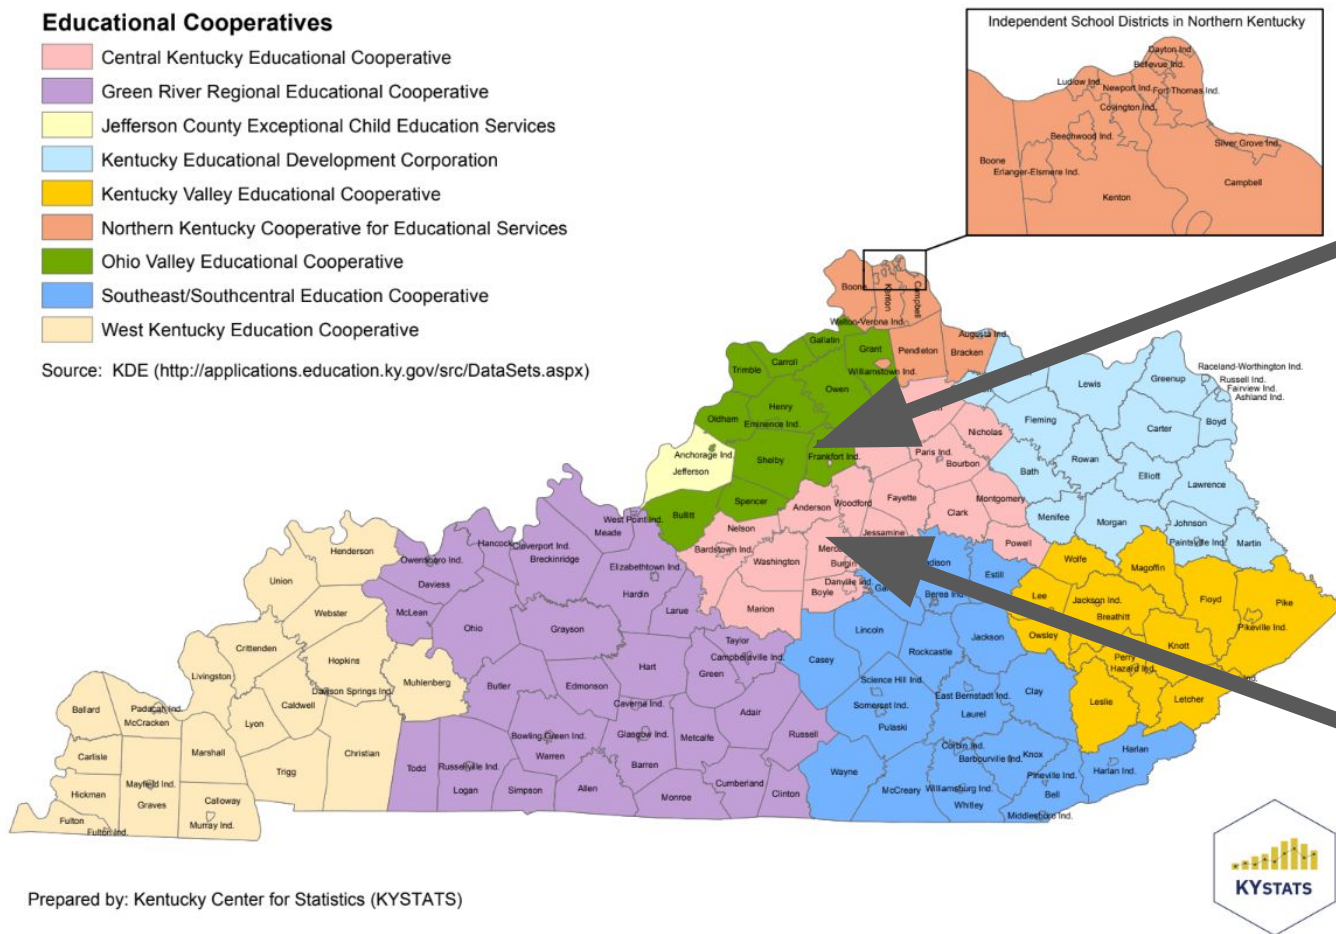 Educational Cooperatives
Central Kentucky Educational Cooperative
Green River Regional Educational Cooperative
Jefferson County Exceptional Child Education Services
Kentucky Educational Development Corporation
Kentucky Valley Educational Cooperative
Northern Kentucky Cooperative for Educational Services
Ohio Valley Educational Cooperative
Southeast/Southcentral Education Cooperative
West Kentucky Education Cooperative
Source: KDE (http://applications.education.ky.gov/src/DataSets.aspx)
Independent School Districts in Northern Kentucky
Dayton Ind.
Bellevue Ind.
Ludlow Ind.
Newport Ind.
Fort Thomas Ind.
Covington Ind.
Beechwood Ind.
Silver Grove Ind.
Boone
Erlanger-Elsmere Ind.
Campbell
Kenton
Boone
Kenton
Campbell
Walton-Verona Ind.
Augusta Ind.
Gallatin
Grant
Pendleton
Bracken
Carroll
Trimble
Williamstown Ind.
Owen
Henry
Oldham
Eminence Ind.
Anchorage Ind.
Jefferson
Shelby
Frankfort Ind.
Spencer
Bullitt
Lewis
Greenup
Raceland-Worthington Ind.
Russell Ind.
Fairview Ind.
Ashland Ind.
Fleming
Carter
Boyd
Nicholas
Paris Ind.
Bourbon
Rowan
Bath
Elliott
Lawrence
Montgomery
Menifee
Morgan
Johnson
Paintsville Ind.
Martin
Anderson
Woodford
Fayette
Clark
Jessamine
Powell
Nelson
Bardstown Ind.
Washington
Burgin
Danville Ind.
Boyle
Marion
West Point Ind.
Meade
Hancock
Cloverport Ind.
Breckinridge
Owensboro Ind.
Daviess
Elizabethtown Ind.
Hardin
Larue
McLean
Ohio
Grayson
Henderson
Union
Webster
Crittenden
Livingston
Hopkins
Dawson Springs Ind.
Muhlenberg
Caldwell
Lyon
Ballard
Paducah Ind.
McCracken
Carlisle
Marshall
Christian
Trigg
Mayfield Ind.
Graves
Hickman
Calloway
Murray Ind.
Fulton
Fulton Ind.
Butler
Edmonson
Hart
Taylor
Campbellsville Ind.
Green
Caverna Ind.
Adair
Bowling Green Ind.
Warren
Glasgow Ind.
Barren
Metcalfe
Russell
Todd
Russellville Ind.
Logan
Simpson
Allen
Monroe
Cumberland
Clinton
Estill
Berea Ind.
Lincoln
Casey
Rockcastle
Jackson
Science Hill Ind.
Somerset Ind.
Pulaski
East Bernstadt Ind.
Laurel
Clay
Wayne
McCreary
Corbin Ind.
Barbourville Ind.
Knox
Williamsburg Ind.
Whitley
Pineville Ind.
Bell
Middlesboro Ind.
Harlan
Harlan Ind.
Wolfe
Magoffin
Lee
Jackson Ind.
Breathitt
Floyd
Pike
Pikeville Ind.
Owsley
Knott
Perry
Hazard Ind.
Leslie
Letcher
Ind.
KYSTATS
Prepared by: Kentucky Center for Statistics (KYSTATS)